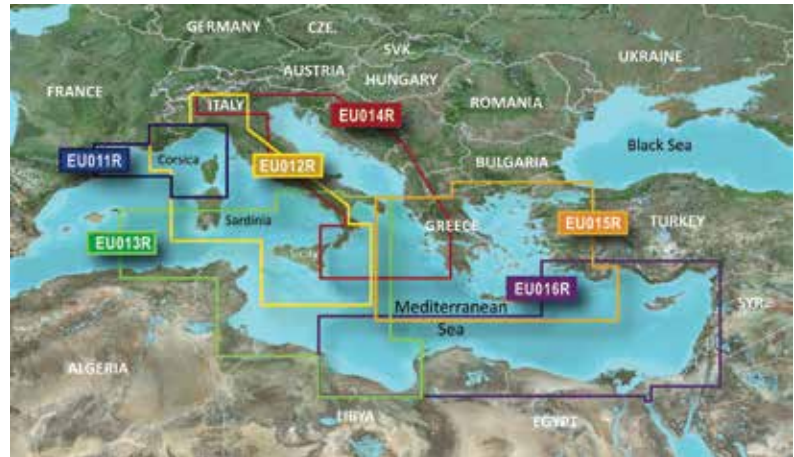 GERMANY
CZE.
SVK.
UKRAINE
AUSTRIA
HUNGARY
FRANCE
ITALY
EU014R
ROMANIA
Black Sea
EU011R
Corsica
EU012R
BULGARIA
Sardinia
GREECE
EU015R
TURKEY
EU013R
EU016R
Mediterranean
Sea
SYR
ALGERIA
LIBYA
EGYPT